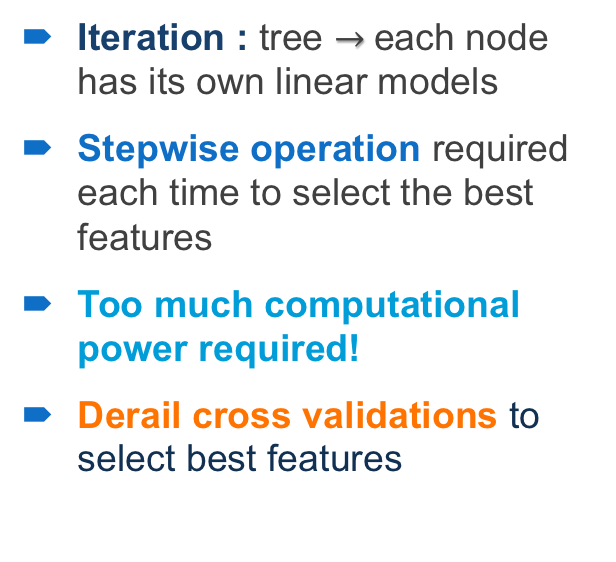 Iteration : tree → each node
has its own linear models
Stepwise operation required
each time to select the best
features
Too much computational
power required!
Derail cross validations to
select best features